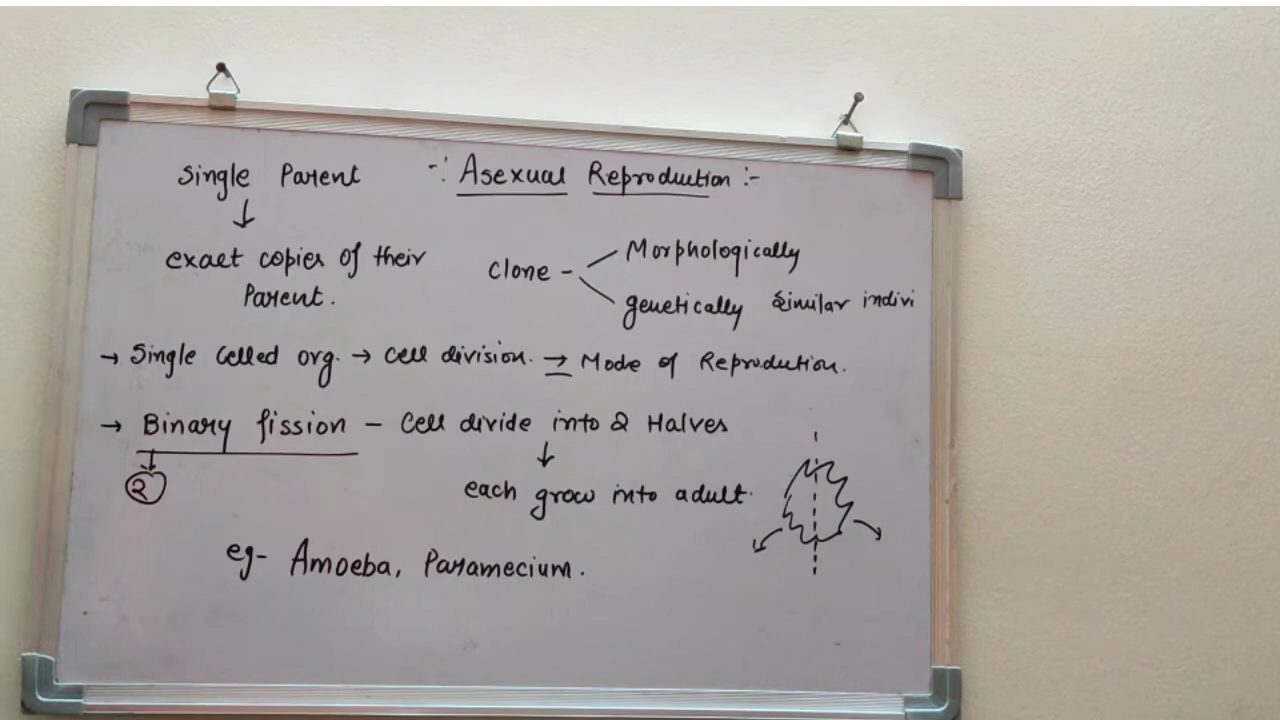 Single Parent -: Asexual Reproduction :-
↓
exact copies of their
Parent.
Clone - Morphologically
genetically similar indivi
→ Single Celled org. → Cell division. → Mode of Reprodution.
→ Binary fission - Cell divide into 2 Halves
↓
2
each grow into adult.
eg- Amoeba, Paramecium.